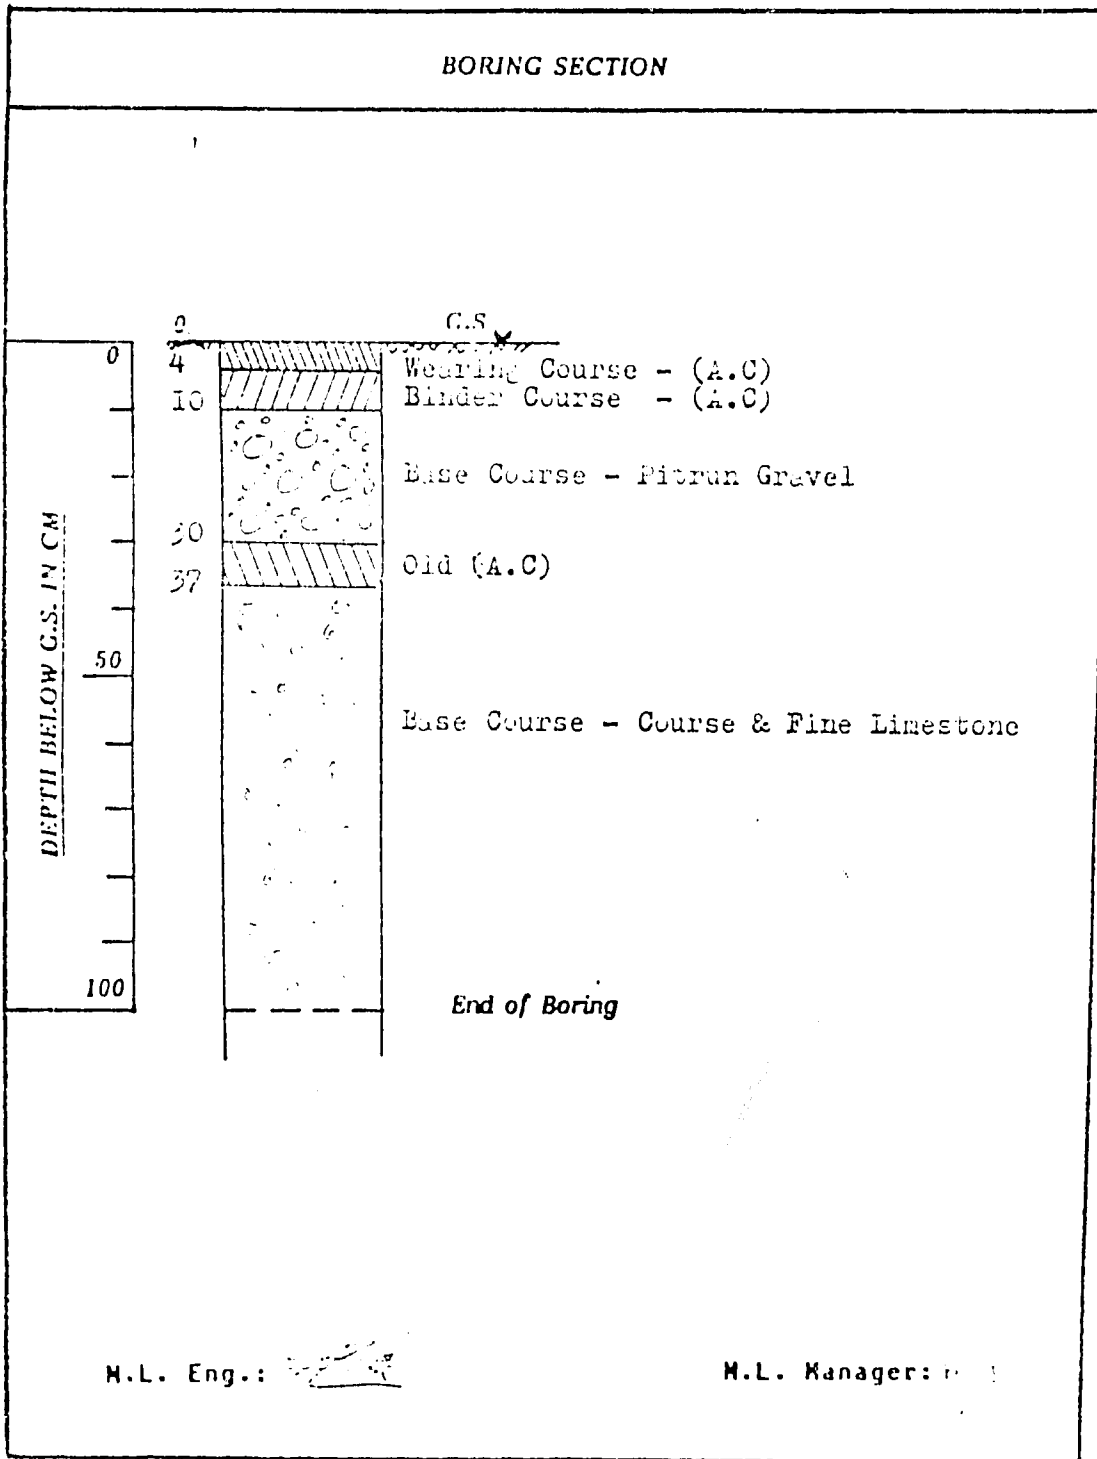 BORING SECTION
0 G.S
0
4 Wearing Course - (A.C)
10 Binder Course - (A.C)
Base Course - Pitrun Gravel
30
Old (A.C)
37
DEPTH BELOW G.S. IN CM
50
Base Course - Course & Fine Limestone
100
End of Boring
M.L. Eng.:
M.L. Manager: